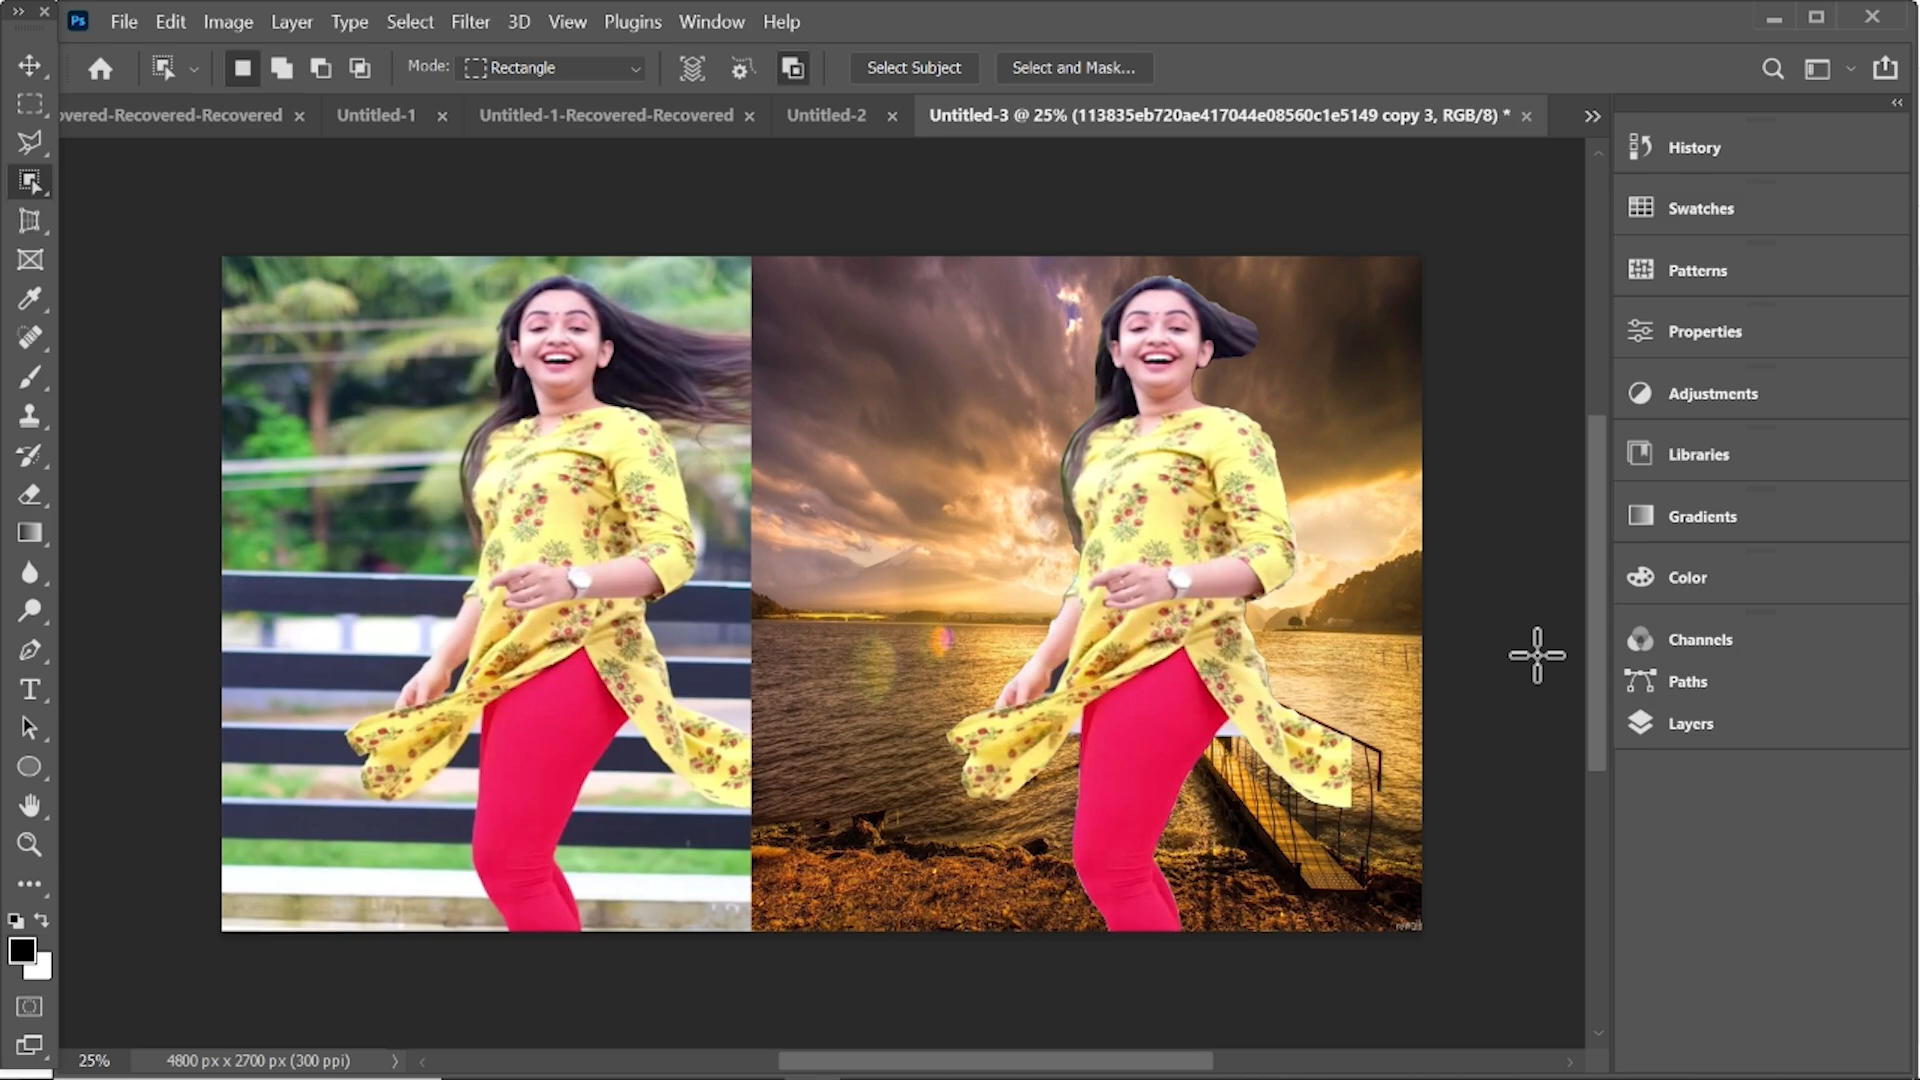 Ps File Edit Image Layer Type Select Filter 3D View Plugins Window Help
Mode: Rectangle Select Subject Select and Mask...
overed-Recovered-Recovered × Untitled-1 × Untitled-1-Recovered-Recovered × Untitled-2 × Untitled-3 @ 25% (113835eb720ae417044e08560c1e5149 copy 3, RGB/8) * ×
History
Swatches
Patterns
Properties
Adjustments
Libraries
Gradients
Color
Channels
Paths
Layers
25% 4800 px x 2700 px (300 ppi)